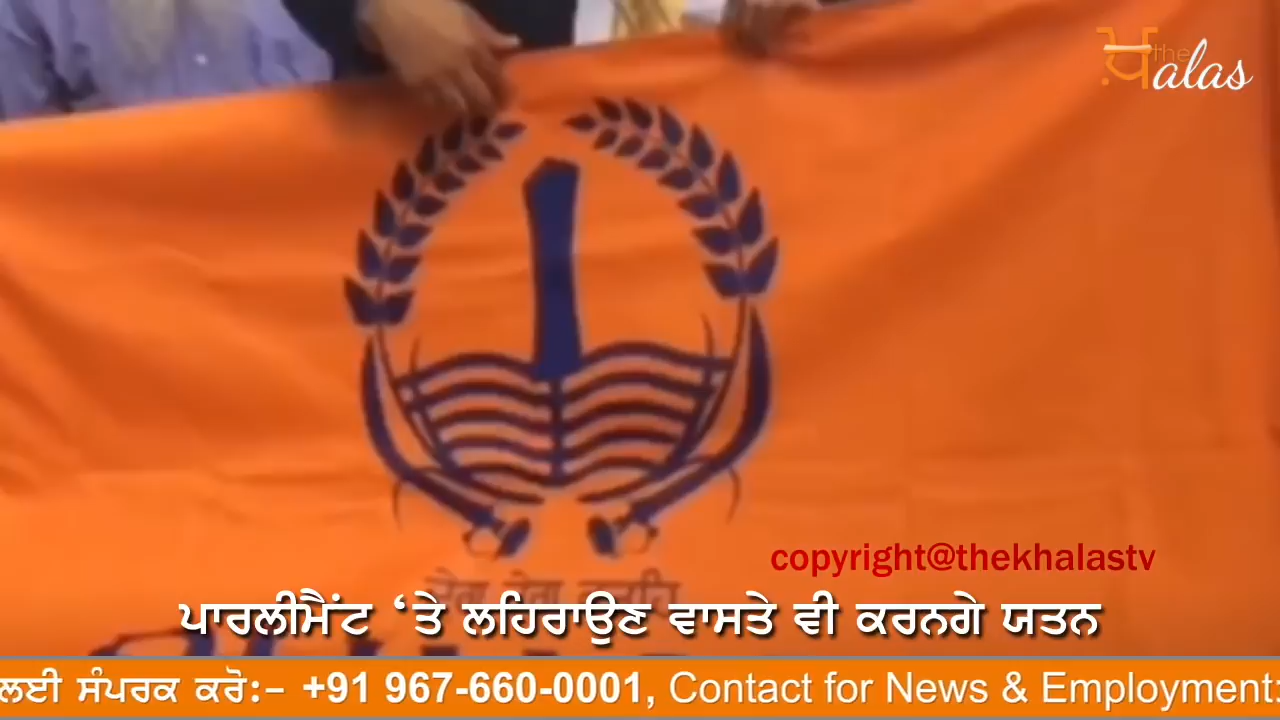 ਖ਼ the alas
copyright@thekhalastv
ਦੇਗ ਤੇਗ ਫਤਹਿ
ਪਾਰਲੀਮੈਂਟ ‘ਤੇ ਲਹਿਰਾਉਣ ਵਾਸਤੇ ਵੀ ਕਰਨਗੇ ਯਤਨ
ਲਈ ਸੰਪਰਕ ਕਰੋ:– +91 967-660-0001, Contact for News & Employment: